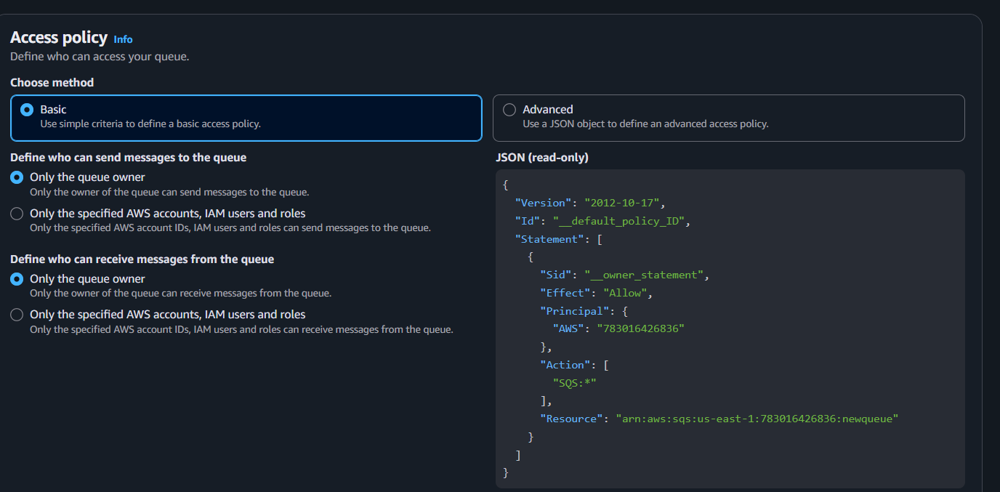 Access policy Info
Define who can access your queue.
Choose method
Basic
Use simple criteria to define a basic access policy.
Advanced
Use a JSON object to define an advanced access policy.
Define who can send messages to the queue
Only the queue owner
Only the owner of the queue can send messages to the queue.
Only the specified AWS accounts, IAM users and roles
Only the specified AWS account IDs, IAM users and roles can send messages to the queue.
Define who can receive messages from the queue
Only the queue owner
Only the owner of the queue can receive messages from the queue.
Only the specified AWS accounts, IAM users and roles
Only the specified AWS account IDs, IAM users and roles can receive messages from the queue.
JSON (read-only)
{
  "Version": "2012-10-17",
  "Id": "__default_policy_ID",
  "Statement": [
    {
      "Sid": "__owner_statement",
      "Effect": "Allow",
      "Principal": {
        "AWS": "783016426836"
      },
      "Action": [
        "SQS:*"
      ],
      "Resource": "arn:aws:sqs:us-east-1:783016426836:newqueue"
    }
  ]
}